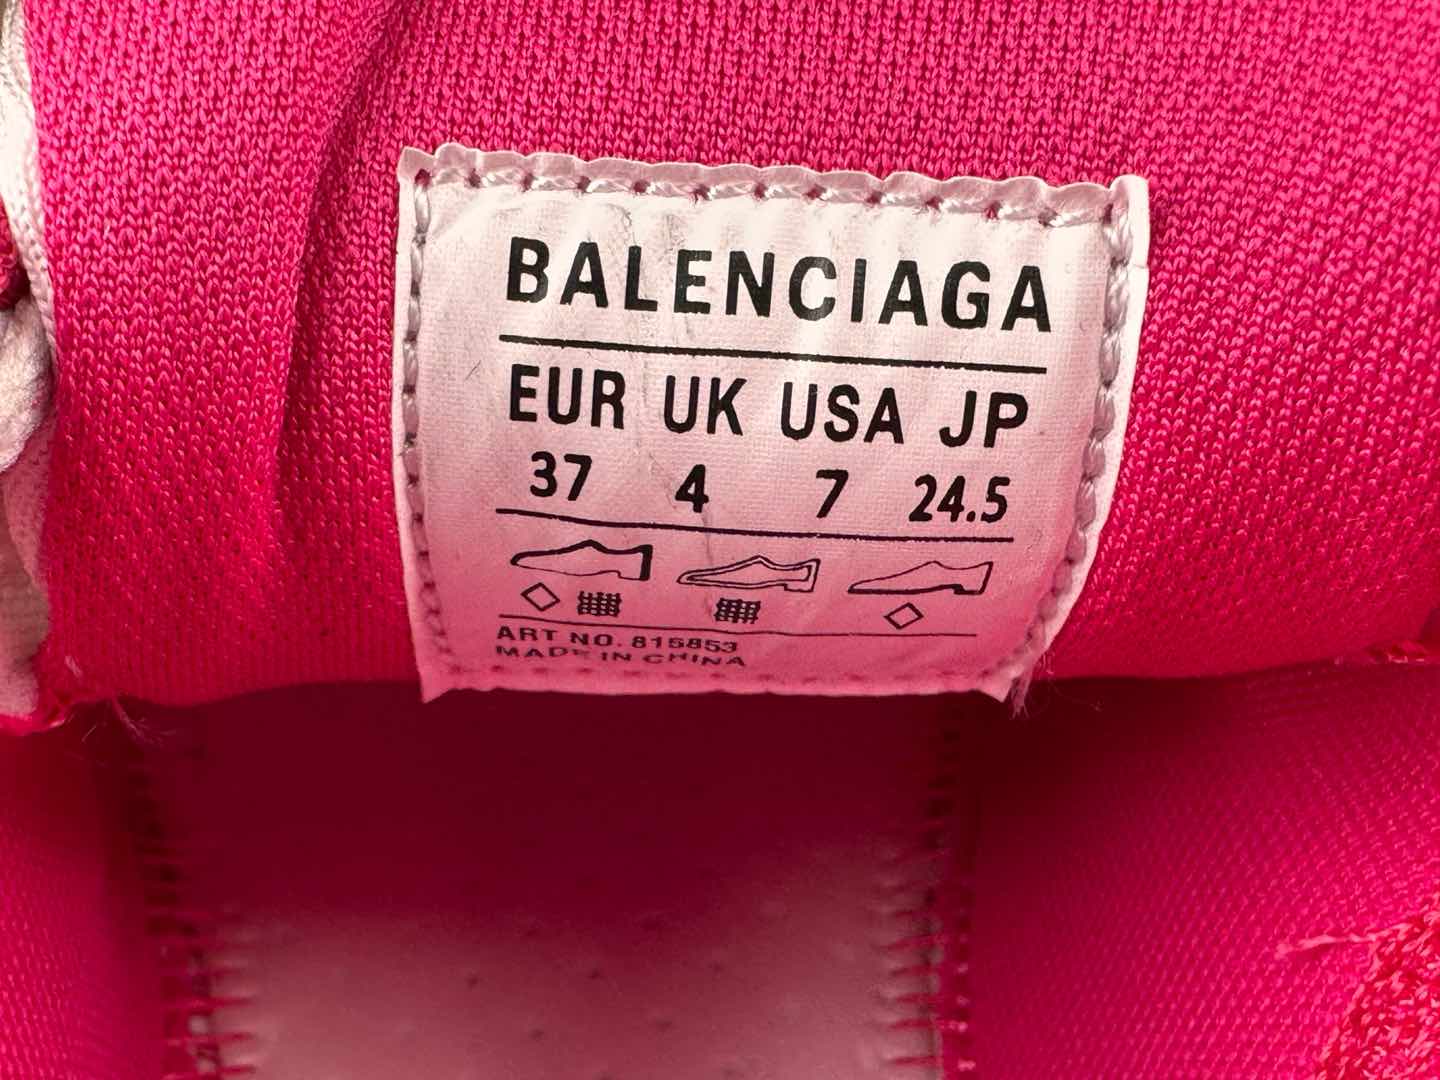 BALENCIAGA
EUR UK USA JP
37 4 7 24.5
ART NO. 815853
MADE IN CHINA